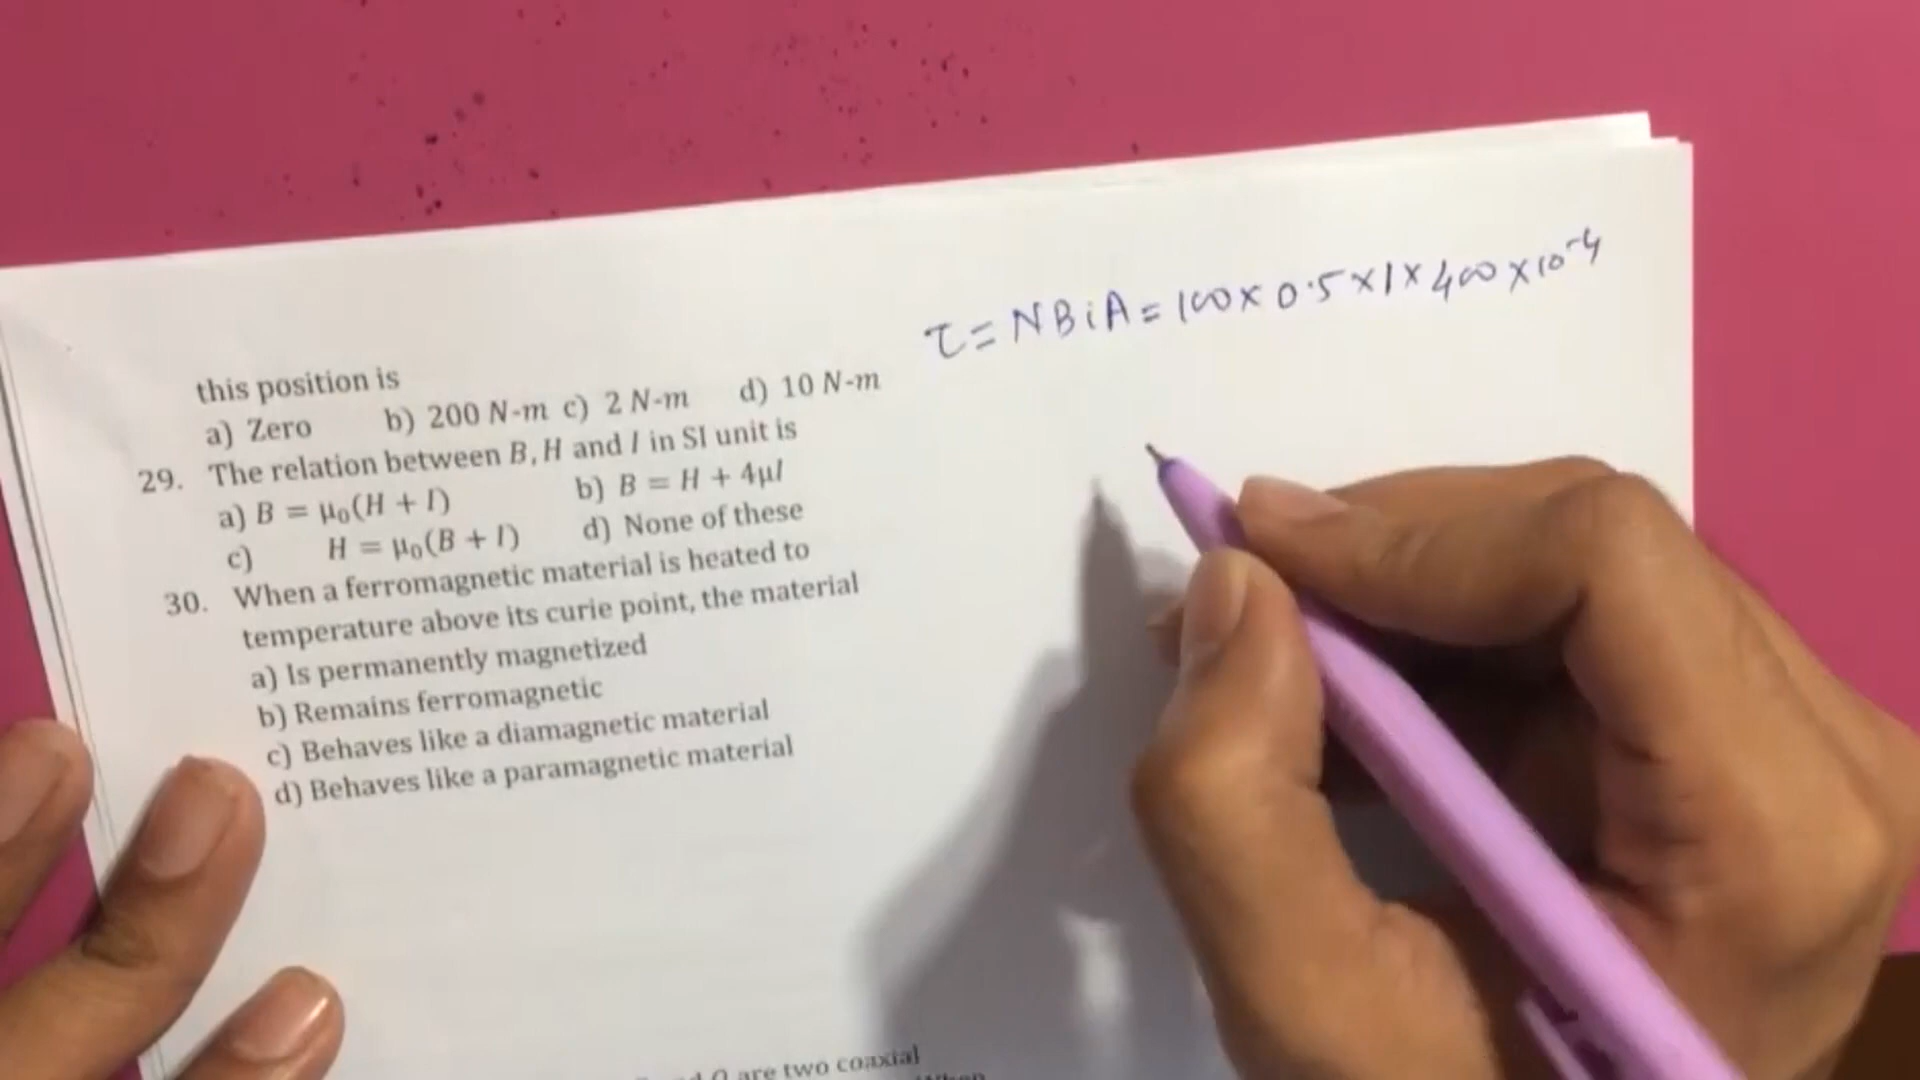 τ = NBiA = 100 × 0.5 × 1 × 400 × 10⁻⁴
this position is
a) Zero b) 200 N-m c) 2 N-m d) 10 N-m
29. The relation between B, H and I in SI unit is
a) B = μ₀(H + I) b) B = H + 4μI
c) H = μ₀(B + I) d) None of these
30. When a ferromagnetic material is heated to
temperature above its curie point, the material
a) Is permanently magnetized
b) Remains ferromagnetic
c) Behaves like a diamagnetic material
d) Behaves like a paramagnetic material
are two coaxial